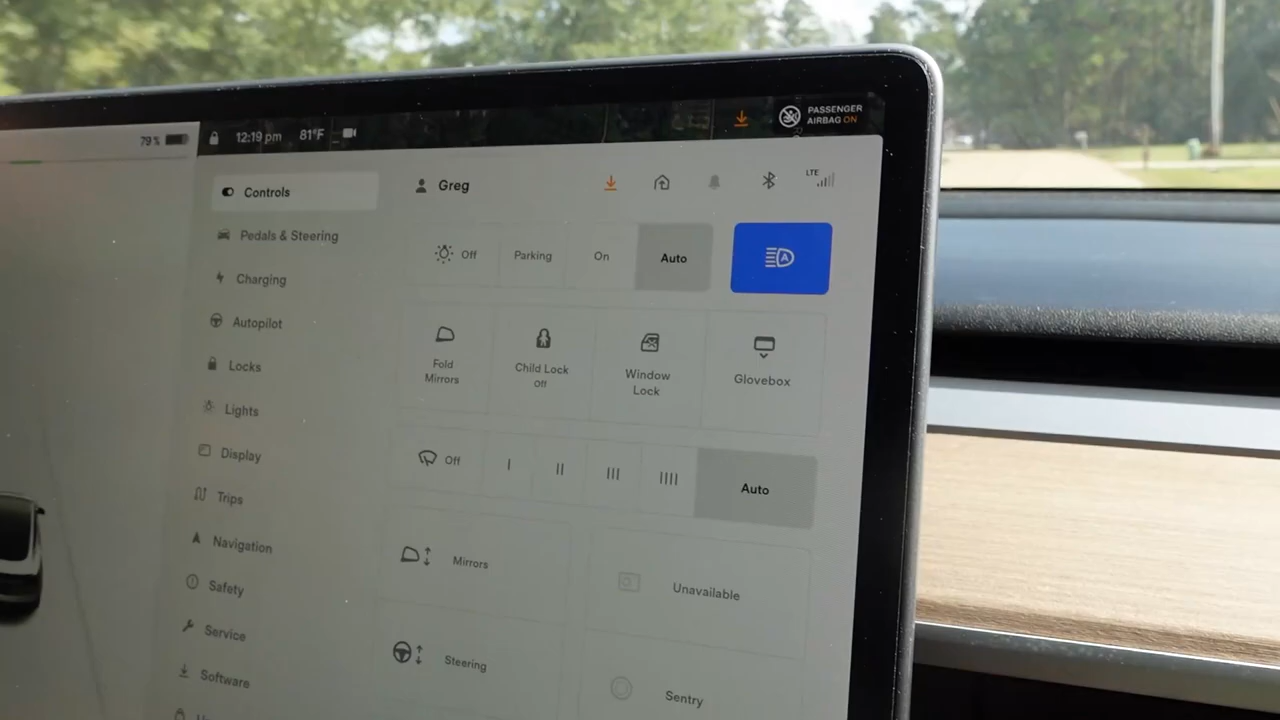 79 %
12:19 pm 81°F
PASSENGER
AIRBAG ON
Controls
Pedals & Steering
Charging
Autopilot
Locks
Lights
Display
Trips
Navigation
Safety
Service
Software
Greg
LTE
Off Parking On Auto
A
Fold
Mirrors
Child Lock
Off
Window
Lock
Glovebox
Off I II III IIII Auto
Mirrors
Unavailable
Steering
Sentry